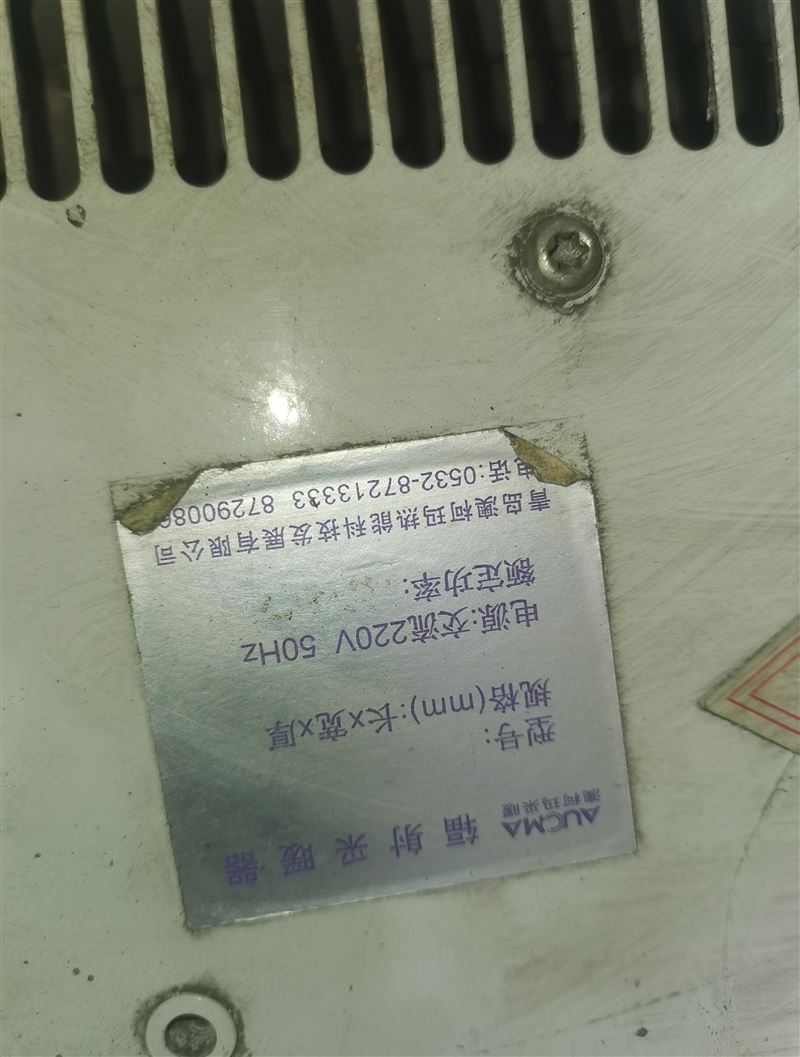 AUCMA 辐射采暖器
澳柯玛采暖
型号:
规格(mm):长x宽x厚
电源:交流220V 50Hz
额定功率:
青岛澳柯玛热能科技发展有限公司
电话:0532-87213333 8729008